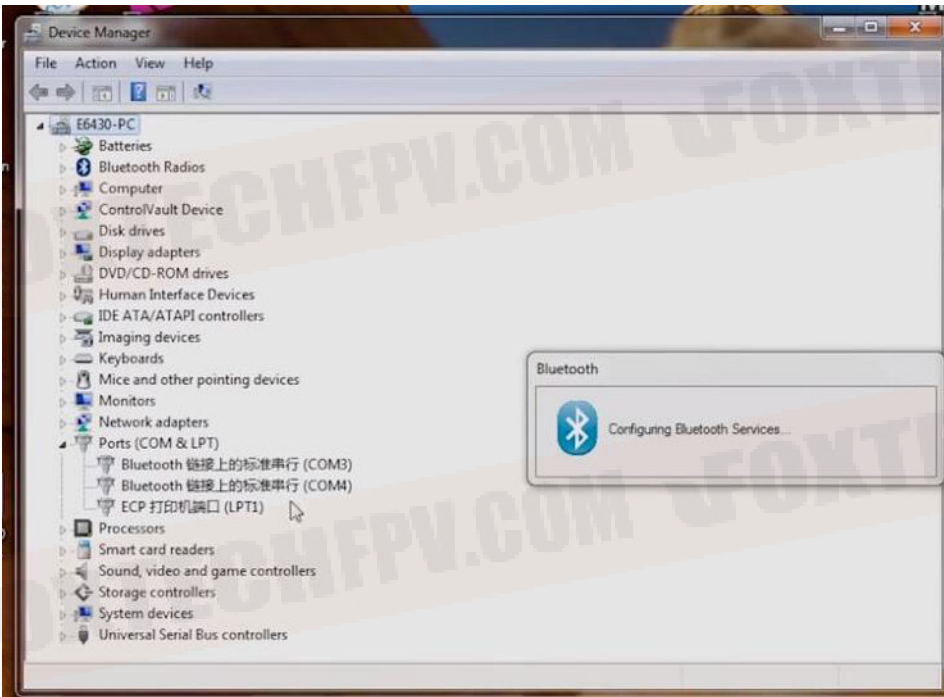 Device Manager
File Action View Help
E6430-PC
Batteries
Bluetooth Radios
Computer
ControlVault Device
Disk drives
Display adapters
DVD/CD-ROM drives
Human Interface Devices
IDE ATA/ATAPI controllers
Imaging devices
Keyboards
Mice and other pointing devices
Monitors
Network adapters
Ports (COM & LPT)
Bluetooth 链接上的标准串行 (COM3)
Bluetooth 链接上的标准串行 (COM4)
ECP 打印机端口 (LPT1)
Processors
Smart card readers
Sound, video and game controllers
Storage controllers
System devices
Universal Serial Bus controllers
Bluetooth
Configuring Bluetooth Services...